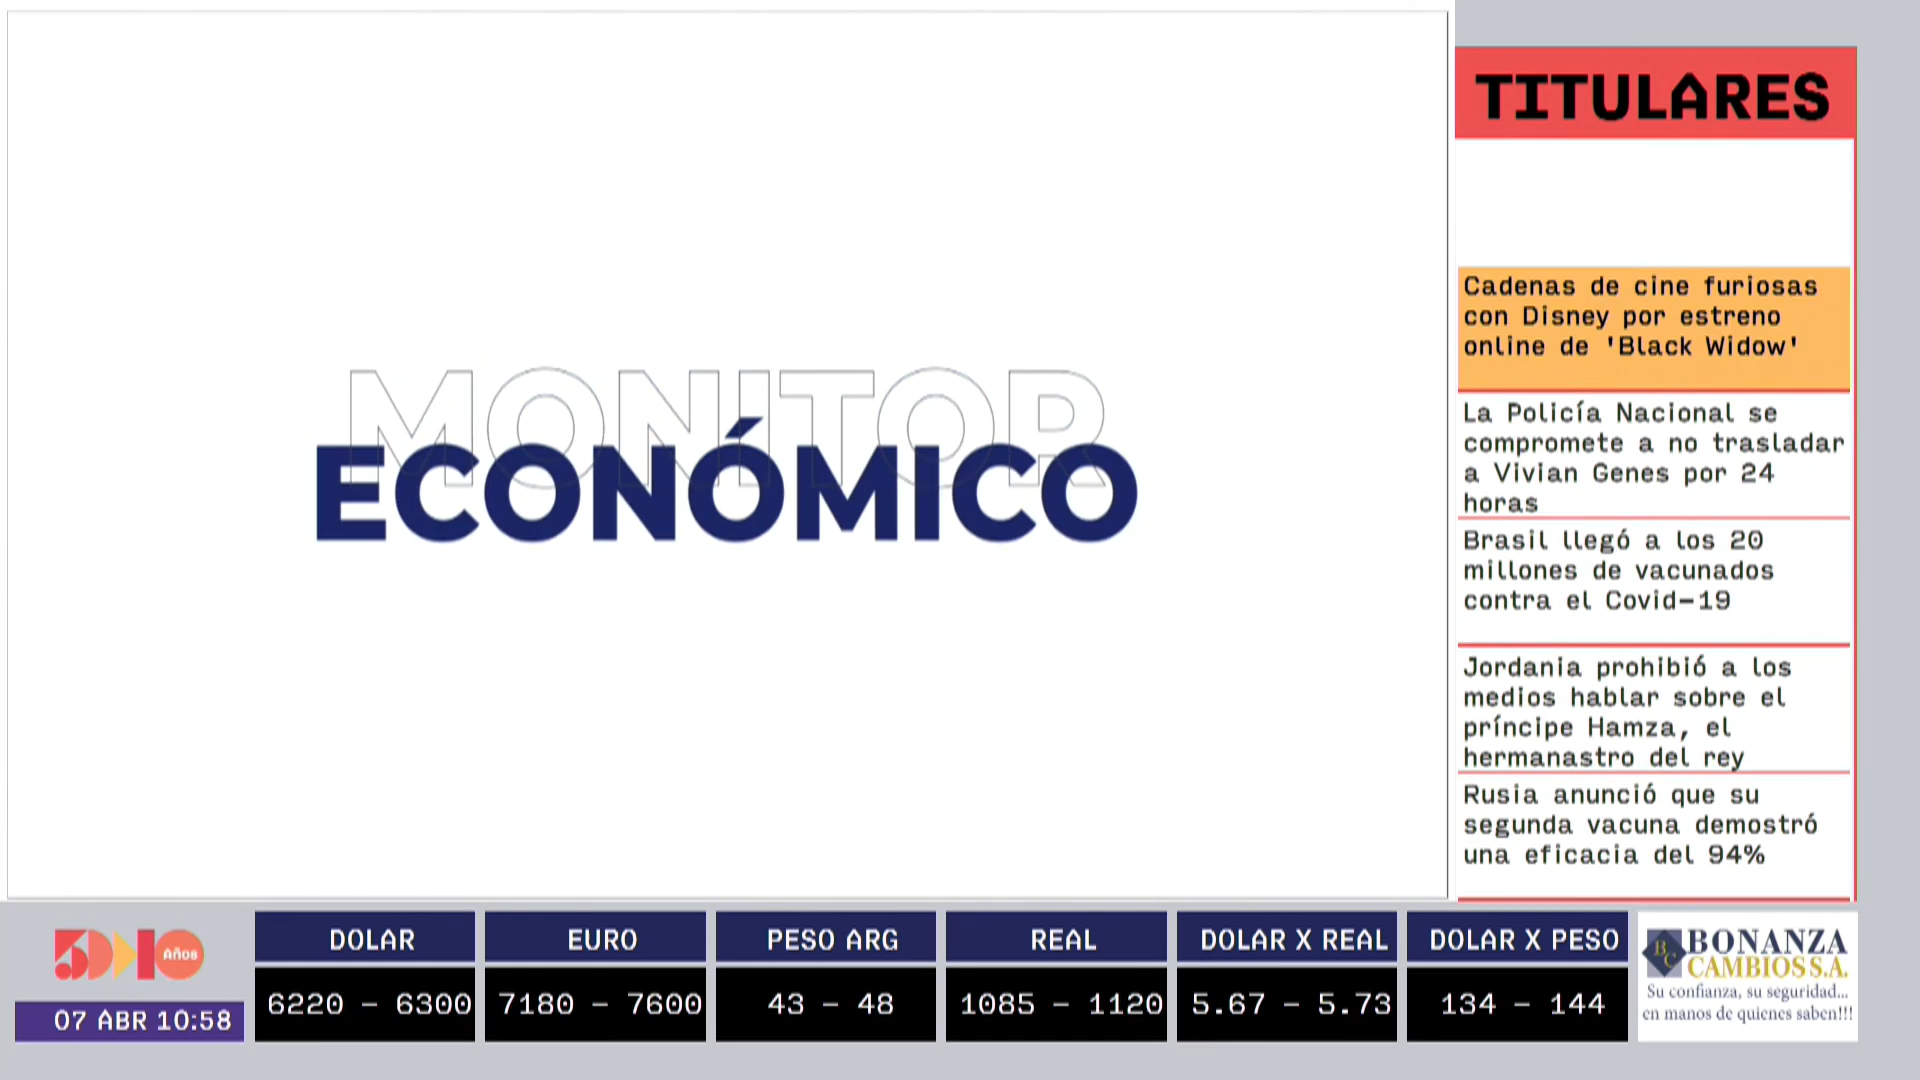 MONITOR
ECONÓMICO
TITULARES
Cadenas de cine furiosas
con Disney por estreno
online de 'Black Widow'
La Policía Nacional se
compromete a no trasladar
a Vivian Genes por 24
horas
Brasil llegó a los 20
millones de vacunados
contra el Covid-19
Jordania prohibió a los
medios hablar sobre el
príncipe Hamza, el
hermanastro del rey
Rusia anunció que su
segunda vacuna demostró
una eficacia del 94%
Años
07 ABR 10:58
DOLAR
6220 - 6300
EURO
7180 - 7600
PESO ARG
43 - 48
REAL
1085 - 1120
DOLAR X REAL
5.67 - 5.73
DOLAR X PESO
134 - 144
BC
BONANZA
CAMBIOS S.A.
Su confianza, su seguridad...
en manos de quienes saben!!!